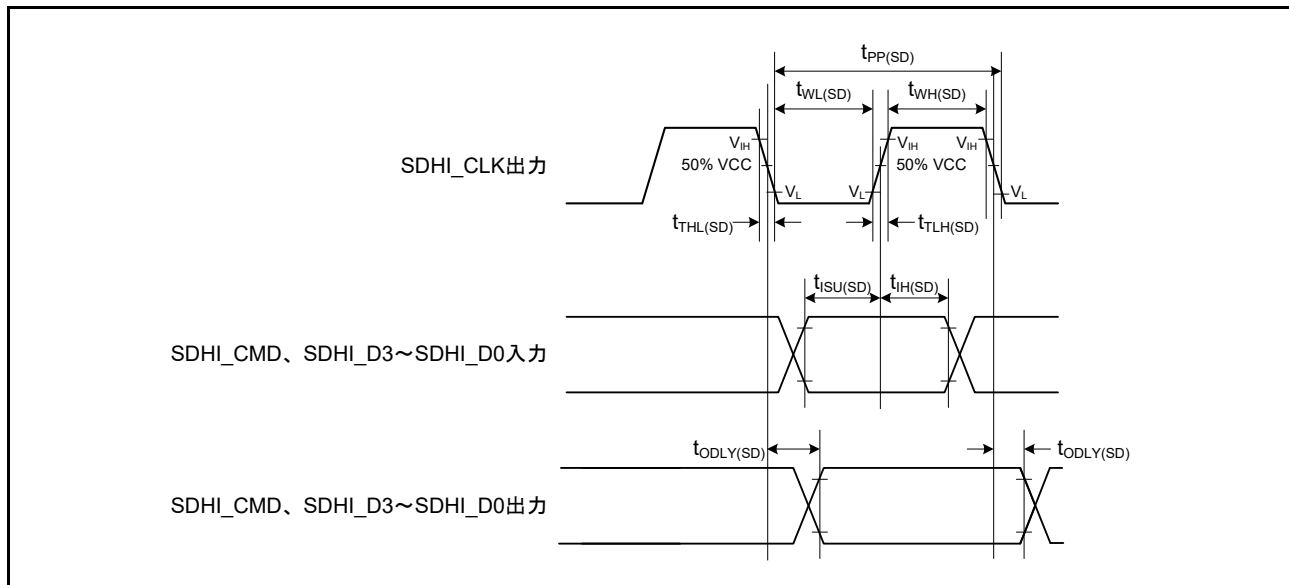 tPP(SD)
tWL(SD) tWH(SD)
VIH VIH VIH
SDHI_CLK出力 50% VCC 50% VCC
VL VL VL
tTHL(SD) tTLH(SD)
tISU(SD) tIH(SD)
SDHI_CMD、SDHI_D3～SDHI_D0入力
tODLY(SD) tODLY(SD)
SDHI_CMD、SDHI_D3～SDHI_D0出力